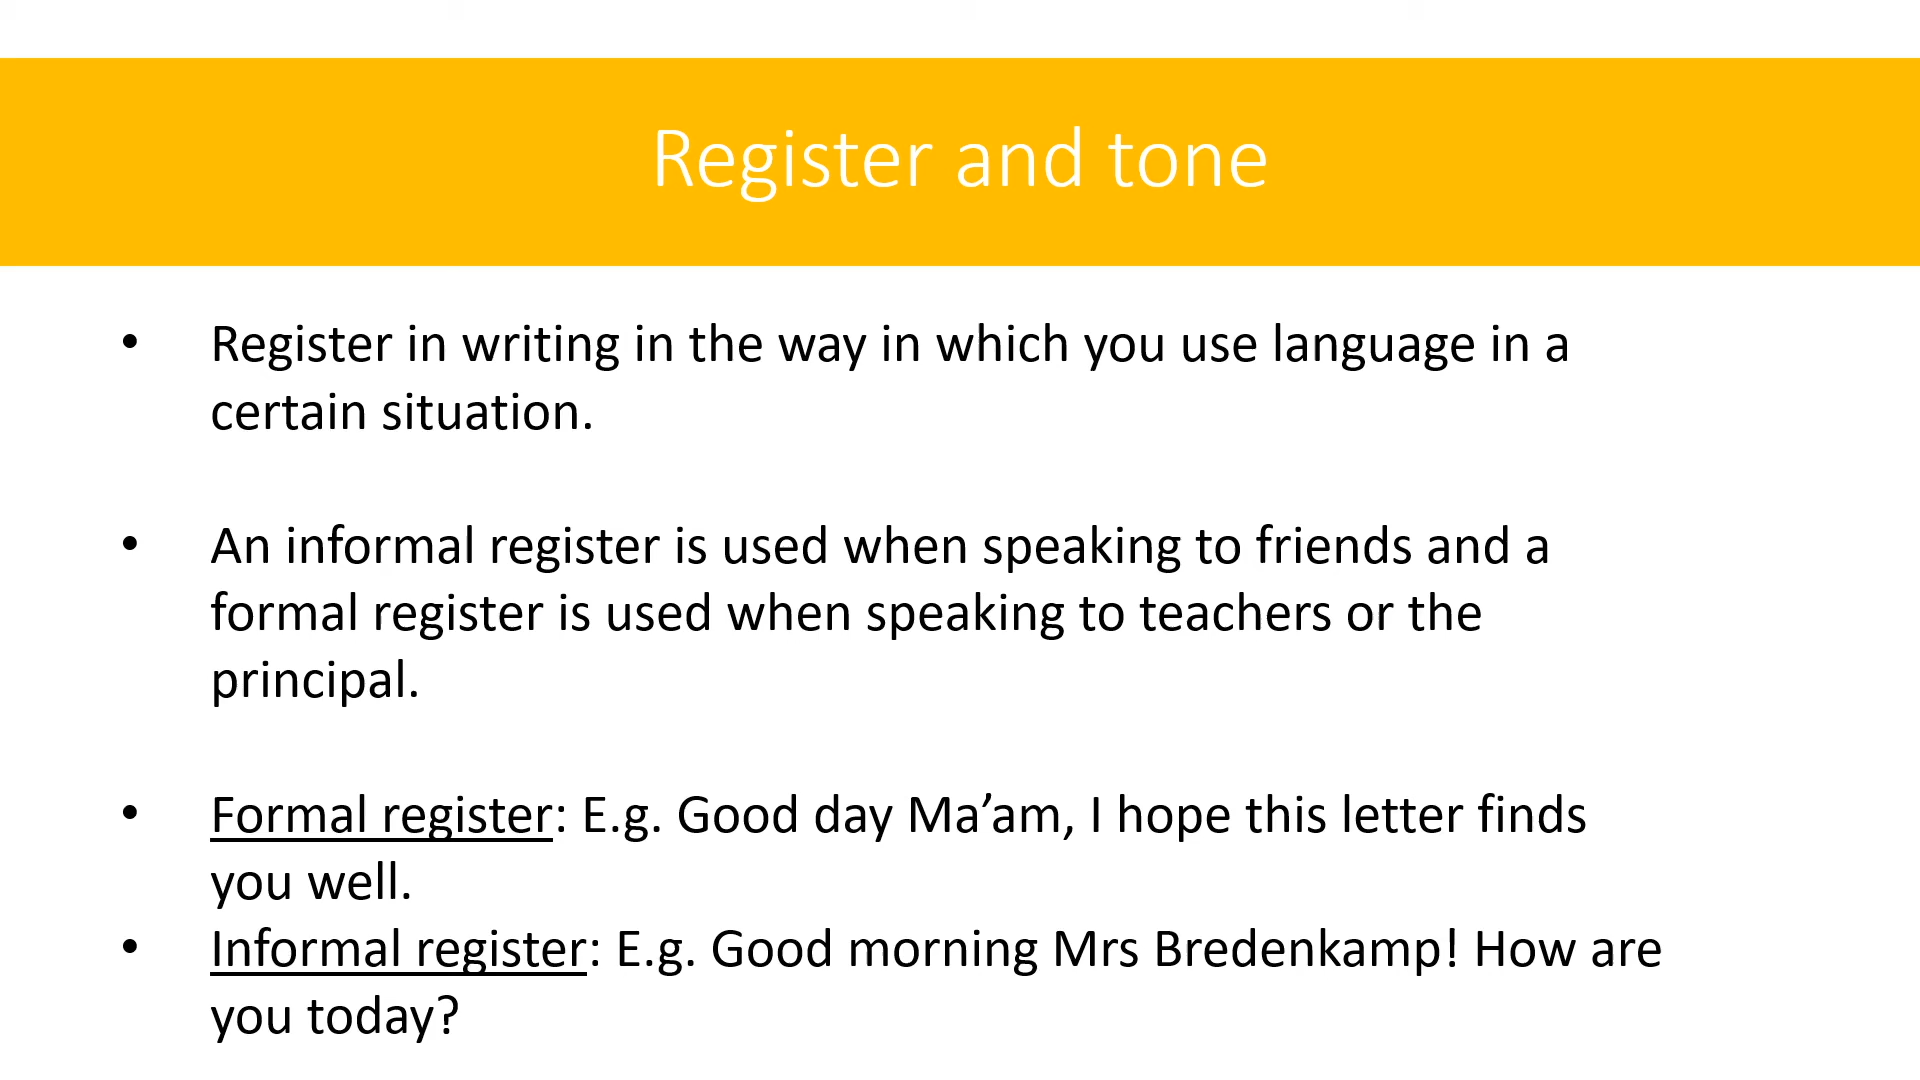 Register and tone
• Register in writing in the way in which you use language in a
certain situation.
• An informal register is used when speaking to friends and a
formal register is used when speaking to teachers or the
principal.
• Formal register: E.g. Good day Ma’am, I hope this letter finds
you well.
• Informal register: E.g. Good morning Mrs Bredenkamp! How are
you today?